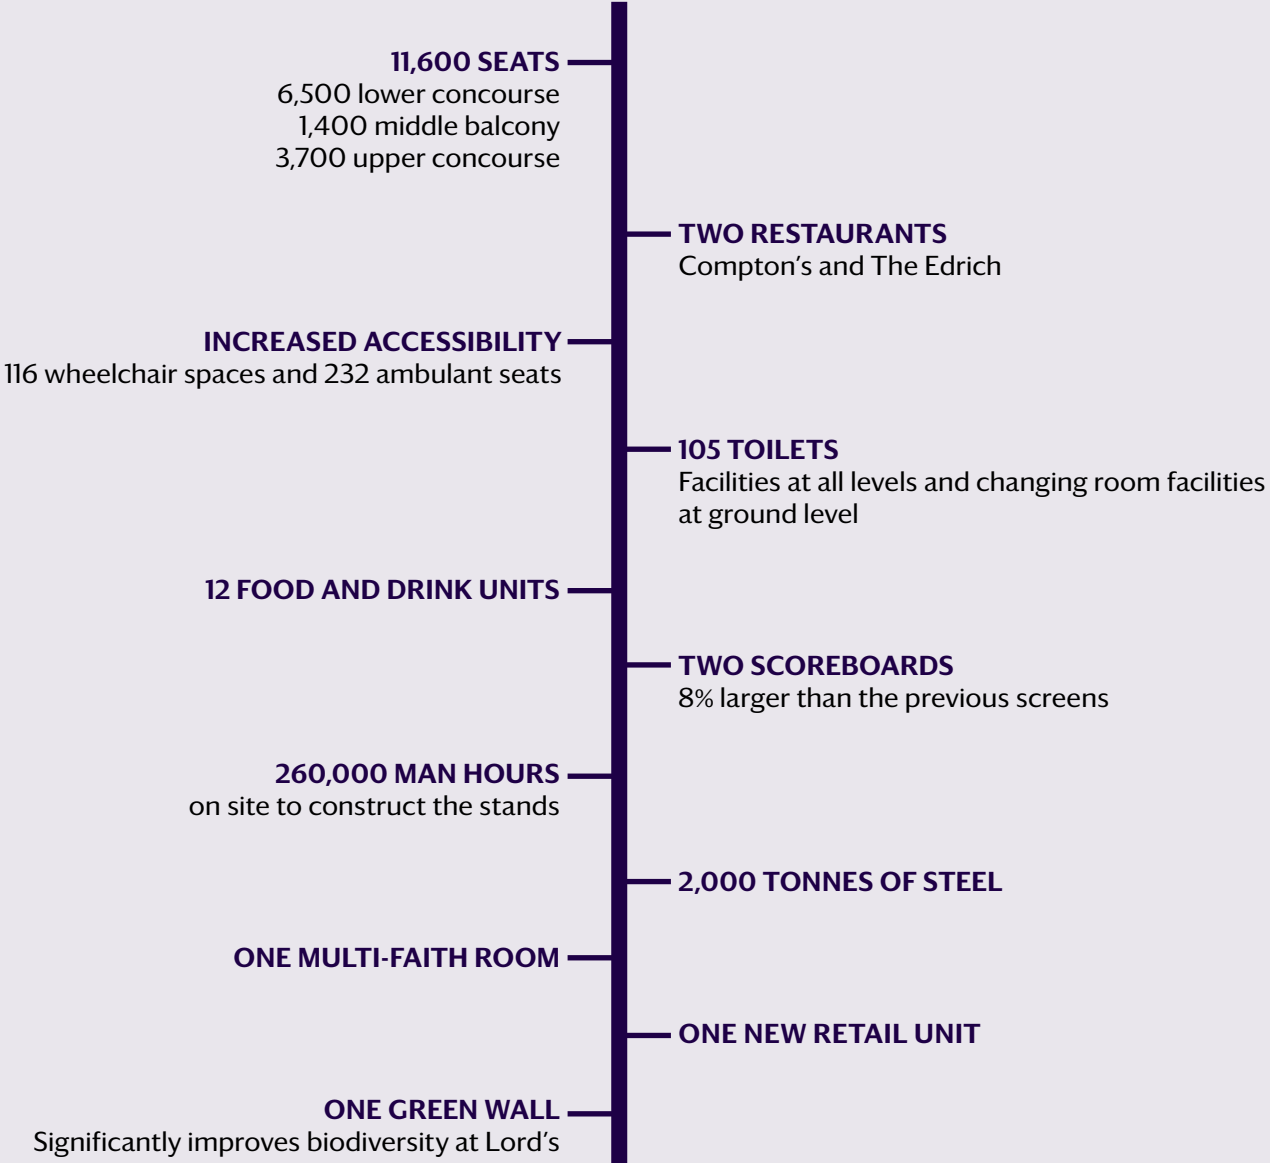 11,600 SEATS
6,500 lower concourse
1,400 middle balcony
3,700 upper concourse
TWO RESTAURANTS
Compton's and The Edrich
INCREASED ACCESSIBILITY
116 wheelchair spaces and 232 ambulant seats
105 TOILETS
Facilities at all levels and changing room facilities
at ground level
12 FOOD AND DRINK UNITS
TWO SCOREBOARDS
8% larger than the previous screens
260,000 MAN HOURS
on site to construct the stands
2,000 TONNES OF STEEL
ONE MULTI-FAITH ROOM
ONE NEW RETAIL UNIT
ONE GREEN WALL
Significantly improves biodiversity at Lord's